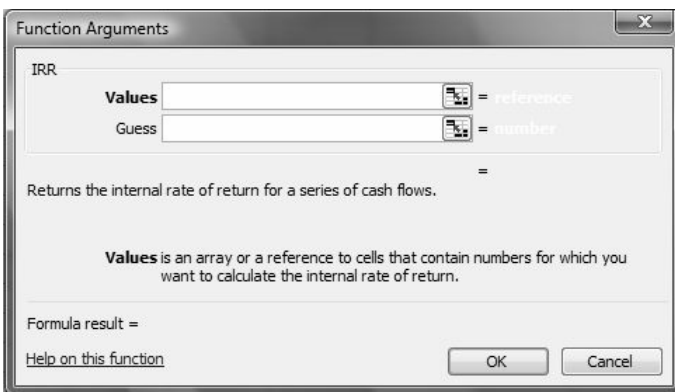 Function Arguments
X
IRR
Values = reference
Guess = number
=
Returns the internal rate of return for a series of cash flows.
Values is an array or a reference to cells that contain numbers for which you
want to calculate the internal rate of return.
Formula result =
Help on this function
OK Cancel